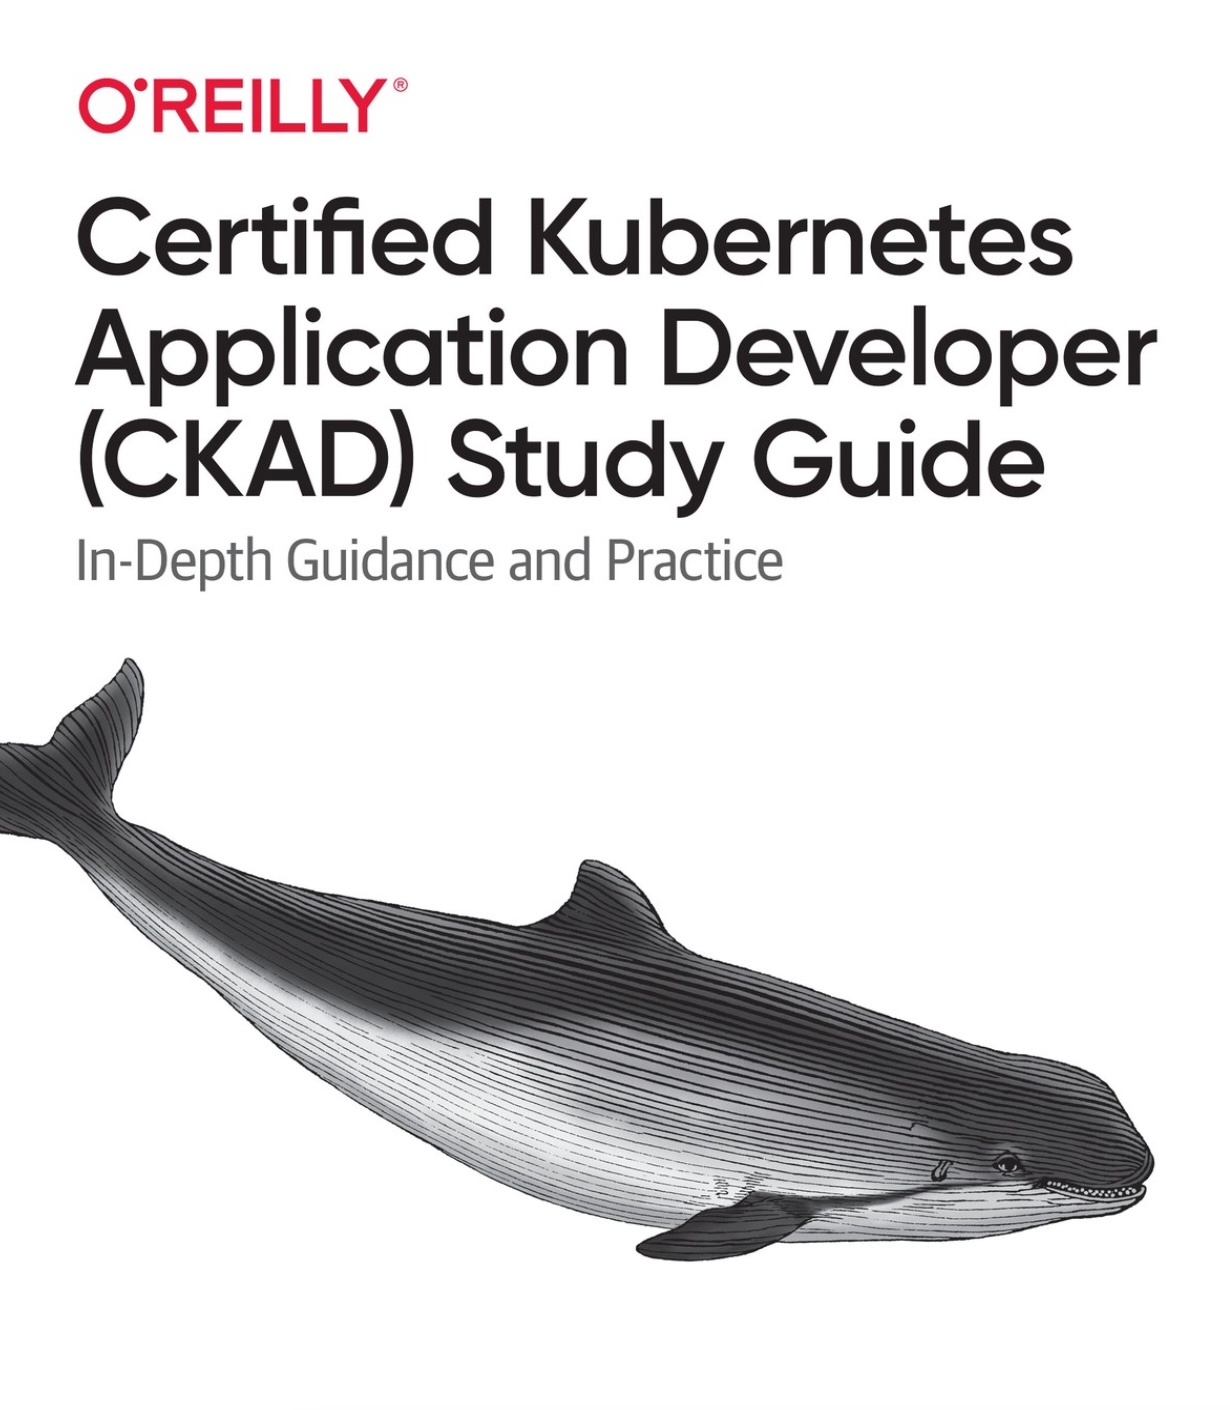 O'REILLY®
Certified Kubernetes
Application Developer
(CKAD) Study Guide
In-Depth Guidance and Practice